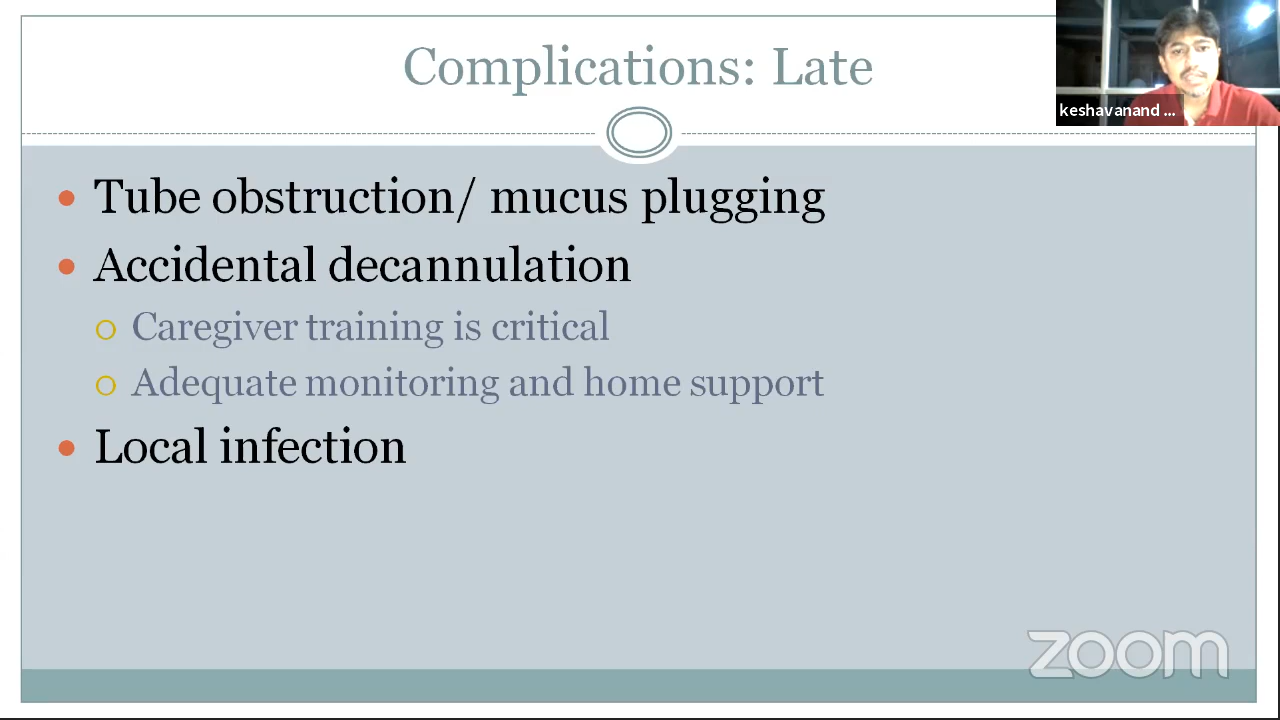 Complications: Late
keshavanand ...
Tube obstruction/ mucus plugging
Accidental decannulation
Caregiver training is critical
Adequate monitoring and home support
Local infection
zoom